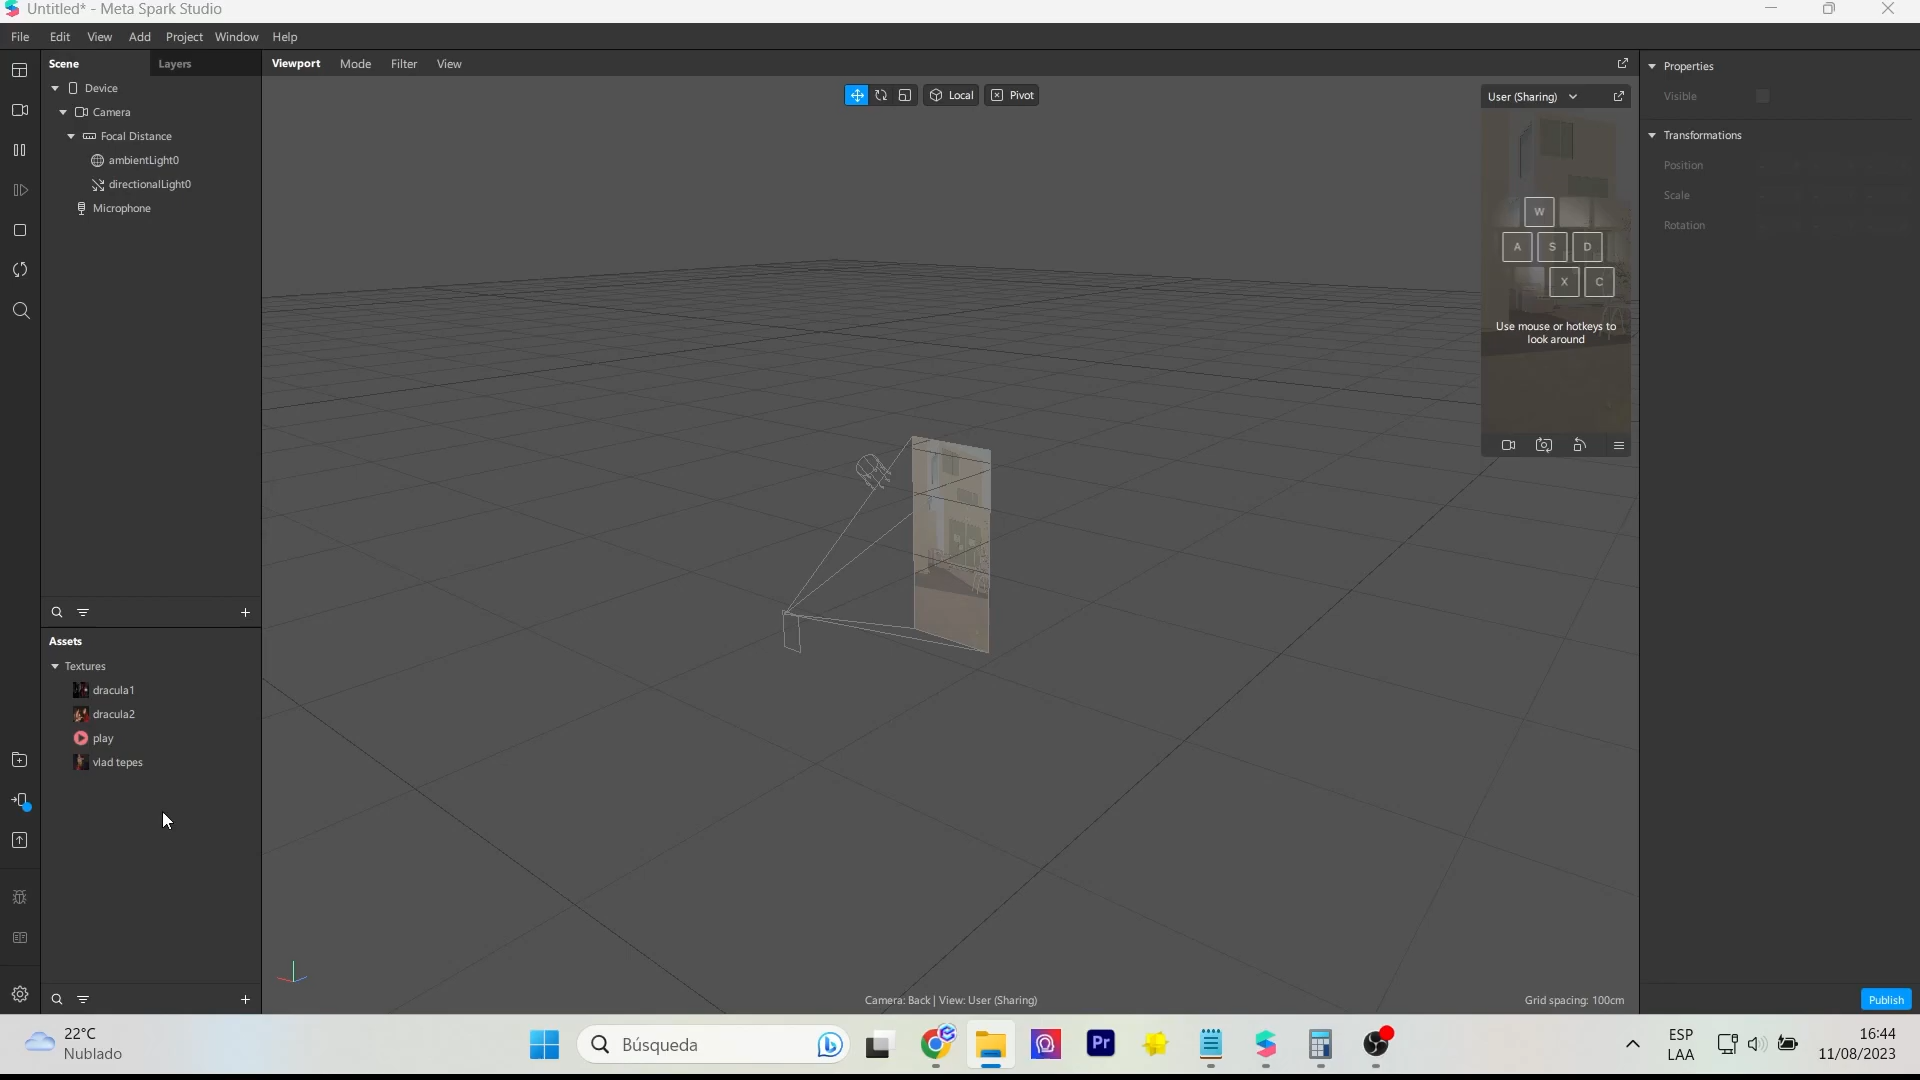 Untitled* - Meta Spark Studio
File Edit View Add Project Window Help
Scene Layers
Device
Camera
Focal Distance
ambientLight0
directionalLight0
Microphone
Assets
Textures
dracula1
dracula2
play
vlad tepes
Viewport Mode Filter View
Local Pivot
User (Sharing)
W
A S D
X C
Use mouse or hotkeys to
look around
Camera: Back | View: User (Sharing)
Grid spacing: 100cm
Properties
Visible
Transformations
Position
Scale
Rotation
Publish
22°C
Nublado
Búsqueda
Pr
ESP
LAA
16:44
11/08/2023